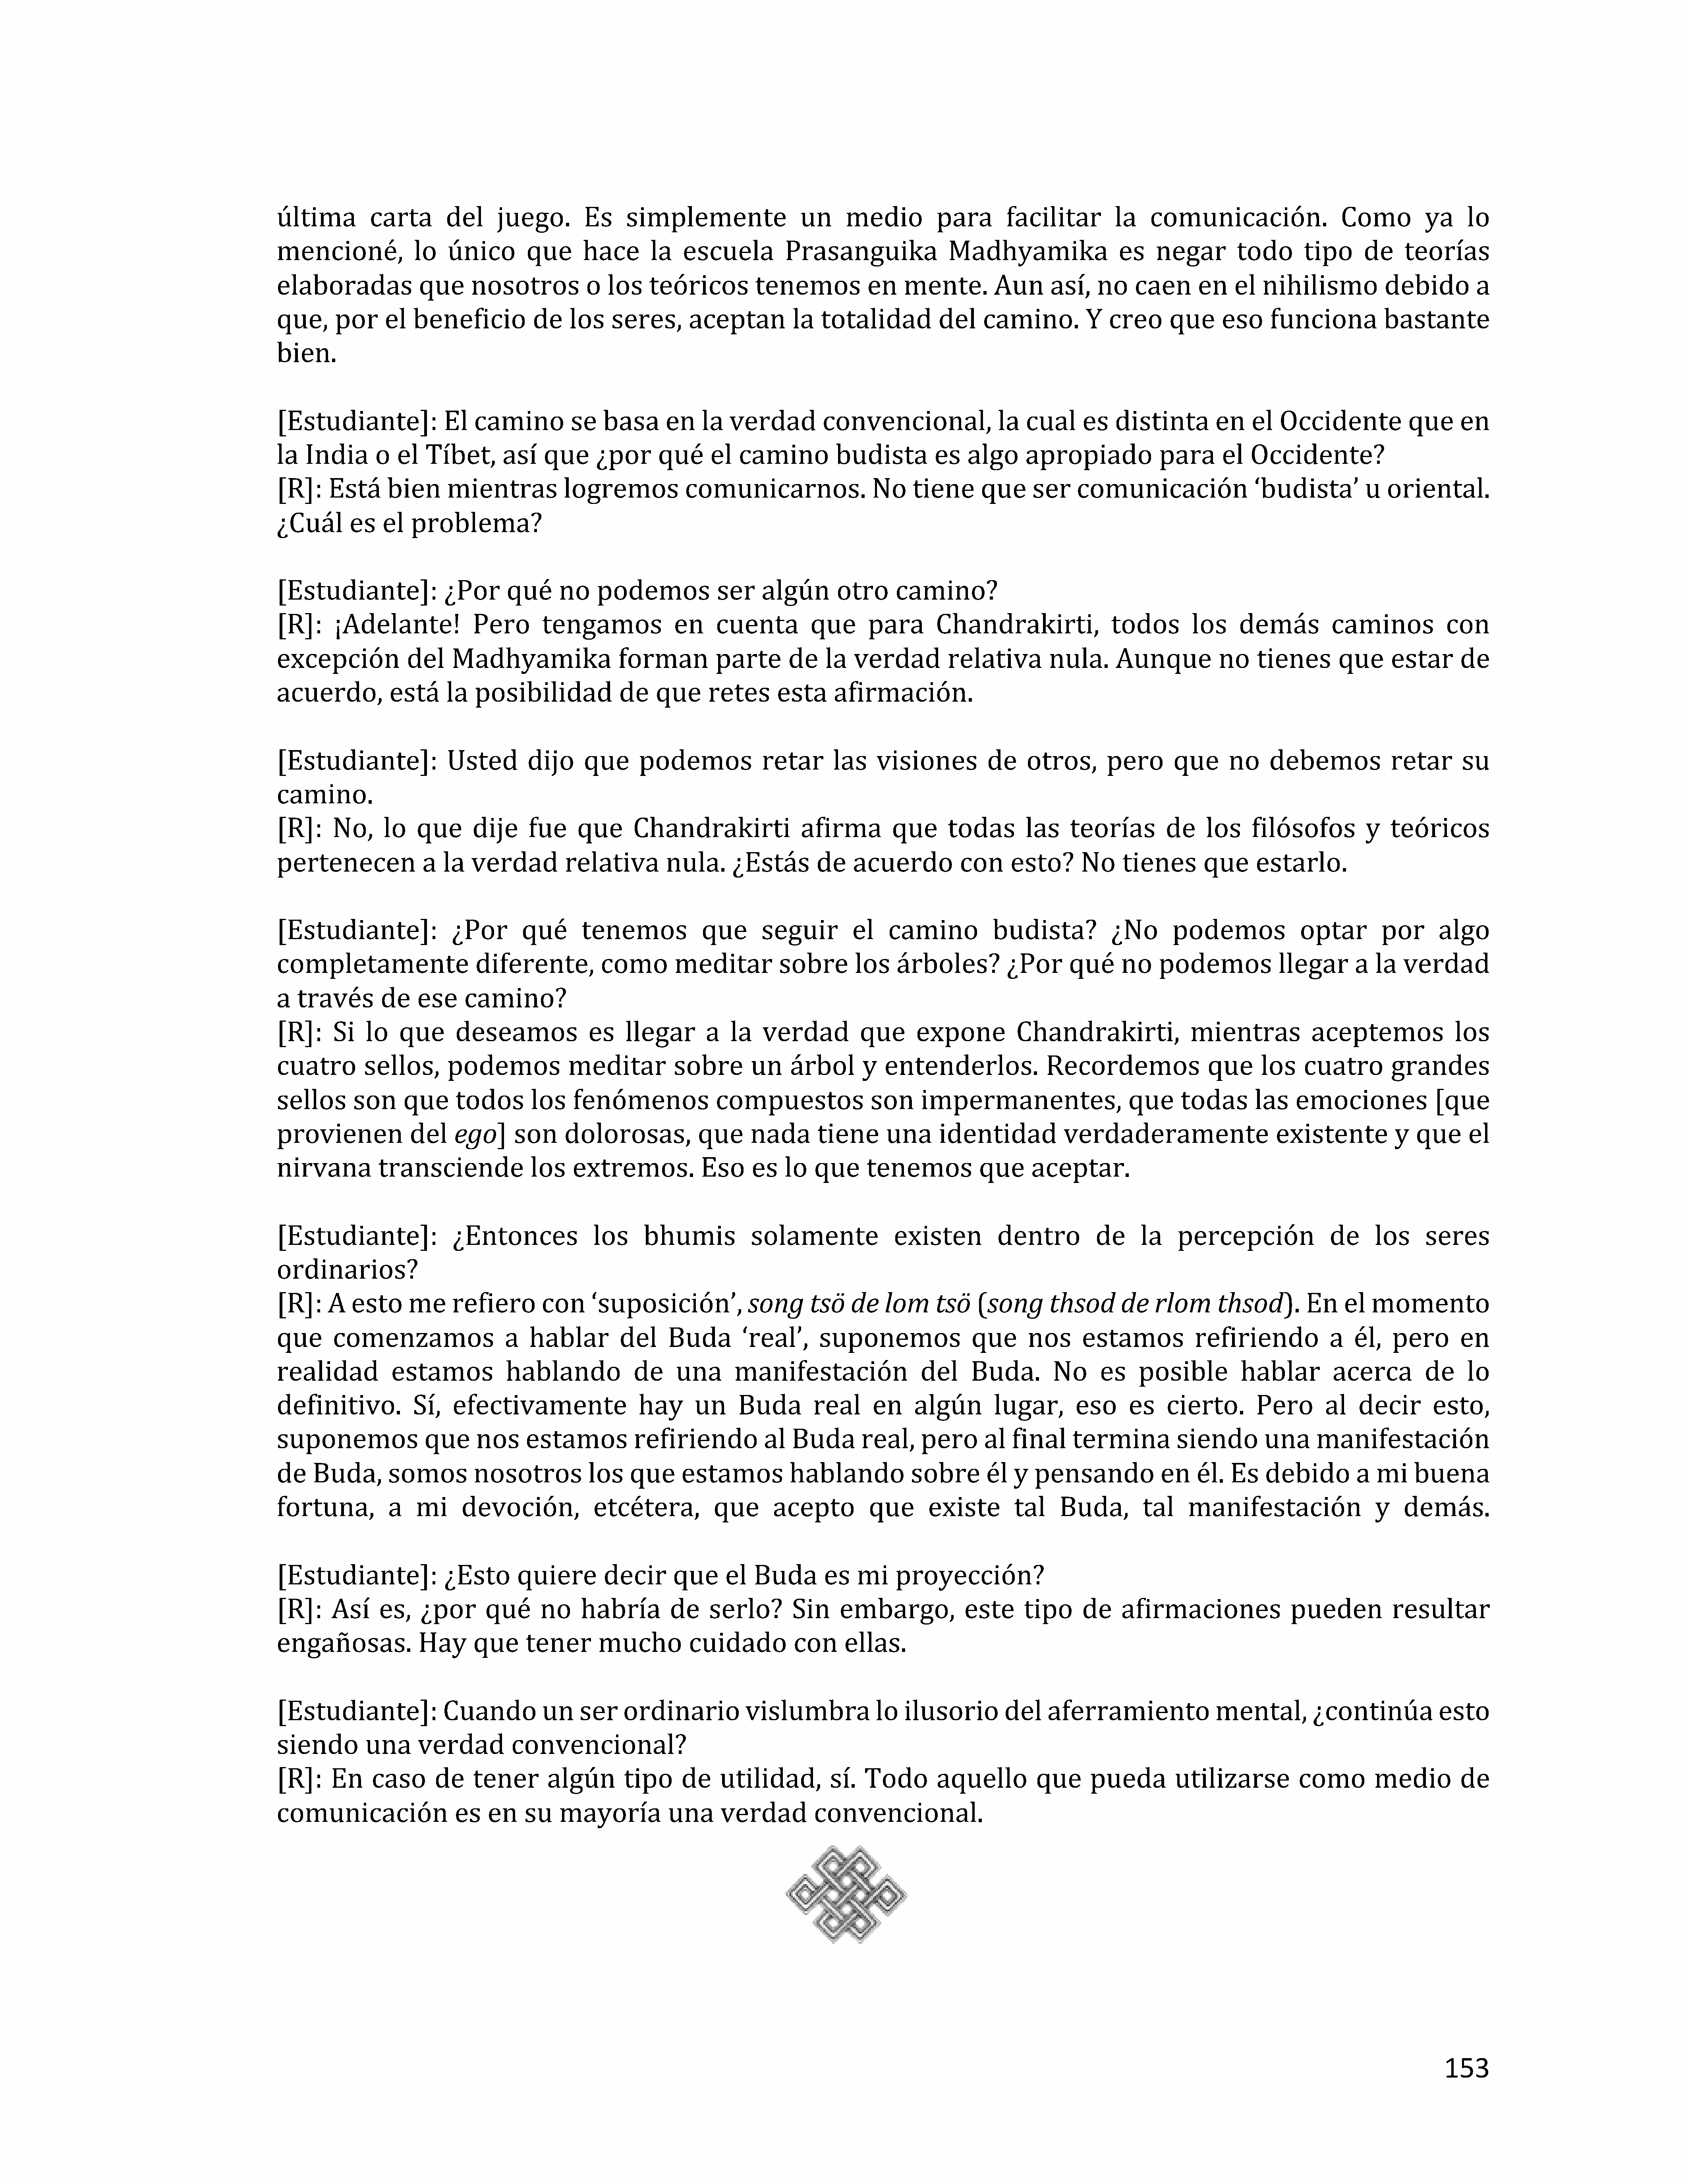 última carta del juego. Es simplemente un medio para facilitar la comunicación. Como ya lo
mencioné, lo único que hace la escuela Prasanguika Madhyamika es negar todo tipo de teorías
elaboradas que nosotros o los teóricos tenemos en mente. Aun así, no caen en el nihilismo debido a
que, por el beneficio de los seres, aceptan la totalidad del camino. Y creo que eso funciona bastante
bien.
[Estudiante]: El camino se basa en la verdad convencional, la cual es distinta en el Occidente que en
la India o el Tíbet, así que ¿por qué el camino budista es algo apropiado para el Occidente?
[R]: Está bien mientras logremos comunicarnos. No tiene que ser comunicación ‘budista’ u oriental.
¿Cuál es el problema?
[Estudiante]: ¿Por qué no podemos ser algún otro camino?
[R]: ¡Adelante! Pero tengamos en cuenta que para Chandrakirti, todos los demás caminos con
excepción del Madhyamika forman parte de la verdad relativa nula. Aunque no tienes que estar de
acuerdo, está la posibilidad de que retes esta afirmación.
[Estudiante]: Usted dijo que podemos retar las visiones de otros, pero que no debemos retar su
camino.
[R]: No, lo que dije fue que Chandrakirti afirma que todas las teorías de los filósofos y teóricos
pertenecen a la verdad relativa nula. ¿Estás de acuerdo con esto? No tienes que estarlo.
[Estudiante]: ¿Por qué tenemos que seguir el camino budista? ¿No podemos optar por algo
completamente diferente, como meditar sobre los árboles? ¿Por qué no podemos llegar a la verdad
a través de ese camino?
[R]: Si lo que deseamos es llegar a la verdad que expone Chandrakirti, mientras aceptemos los
cuatro sellos, podemos meditar sobre un árbol y entenderlos. Recordemos que los cuatro grandes
sellos son que todos los fenómenos compuestos son impermanentes, que todas las emociones [que
provienen del ego] son dolorosas, que nada tiene una identidad verdaderamente existente y que el
nirvana transciende los extremos. Eso es lo que tenemos que aceptar.
[Estudiante]: ¿Entonces los bhumis solamente existen dentro de la percepción de los seres
ordinarios?
[R]: A esto me refiero con ‘suposición’, song tsö de lom tsö (song thsod de rlom thsod). En el momento
que comenzamos a hablar del Buda ‘real’, suponemos que nos estamos refiriendo a él, pero en
realidad estamos hablando de una manifestación del Buda. No es posible hablar acerca de lo
definitivo. Sí, efectivamente hay un Buda real en algún lugar, eso es cierto. Pero al decir esto,
suponemos que nos estamos refiriendo al Buda real, pero al final termina siendo una manifestación
de Buda, somos nosotros los que estamos hablando sobre él y pensando en él. Es debido a mi buena
fortuna, a mi devoción, etcétera, que acepto que existe tal Buda, tal manifestación y demás.
[Estudiante]: ¿Esto quiere decir que el Buda es mi proyección?
[R]: Así es, ¿por qué no habría de serlo? Sin embargo, este tipo de afirmaciones pueden resultar
engañosas. Hay que tener mucho cuidado con ellas.
[Estudiante]: Cuando un ser ordinario vislumbra lo ilusorio del aferramiento mental, ¿continúa esto
siendo una verdad convencional?
[R]: En caso de tener algún tipo de utilidad, sí. Todo aquello que pueda utilizarse como medio de
comunicación es en su mayoría una verdad convencional.
153